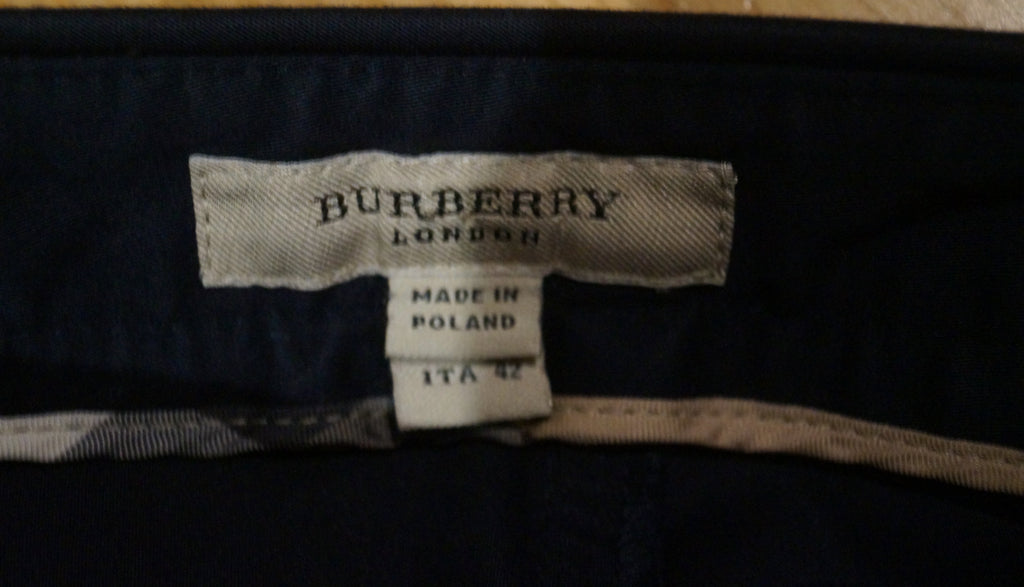 BURBERRY
LONDON
MADE IN
POLAND
ITA 42